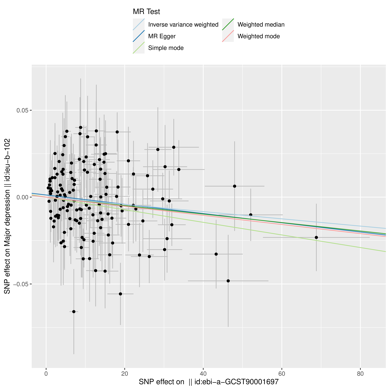 MR Test
Inverse variance weighted
Weighted median
MR Egger
Weighted mode
Simple mode
SNP effect on Major depression || id:ieu-b-102
0.05
0.00
-0.05
0
20
40
60
80
SNP effect on || id:ebi-a-GCST90001697